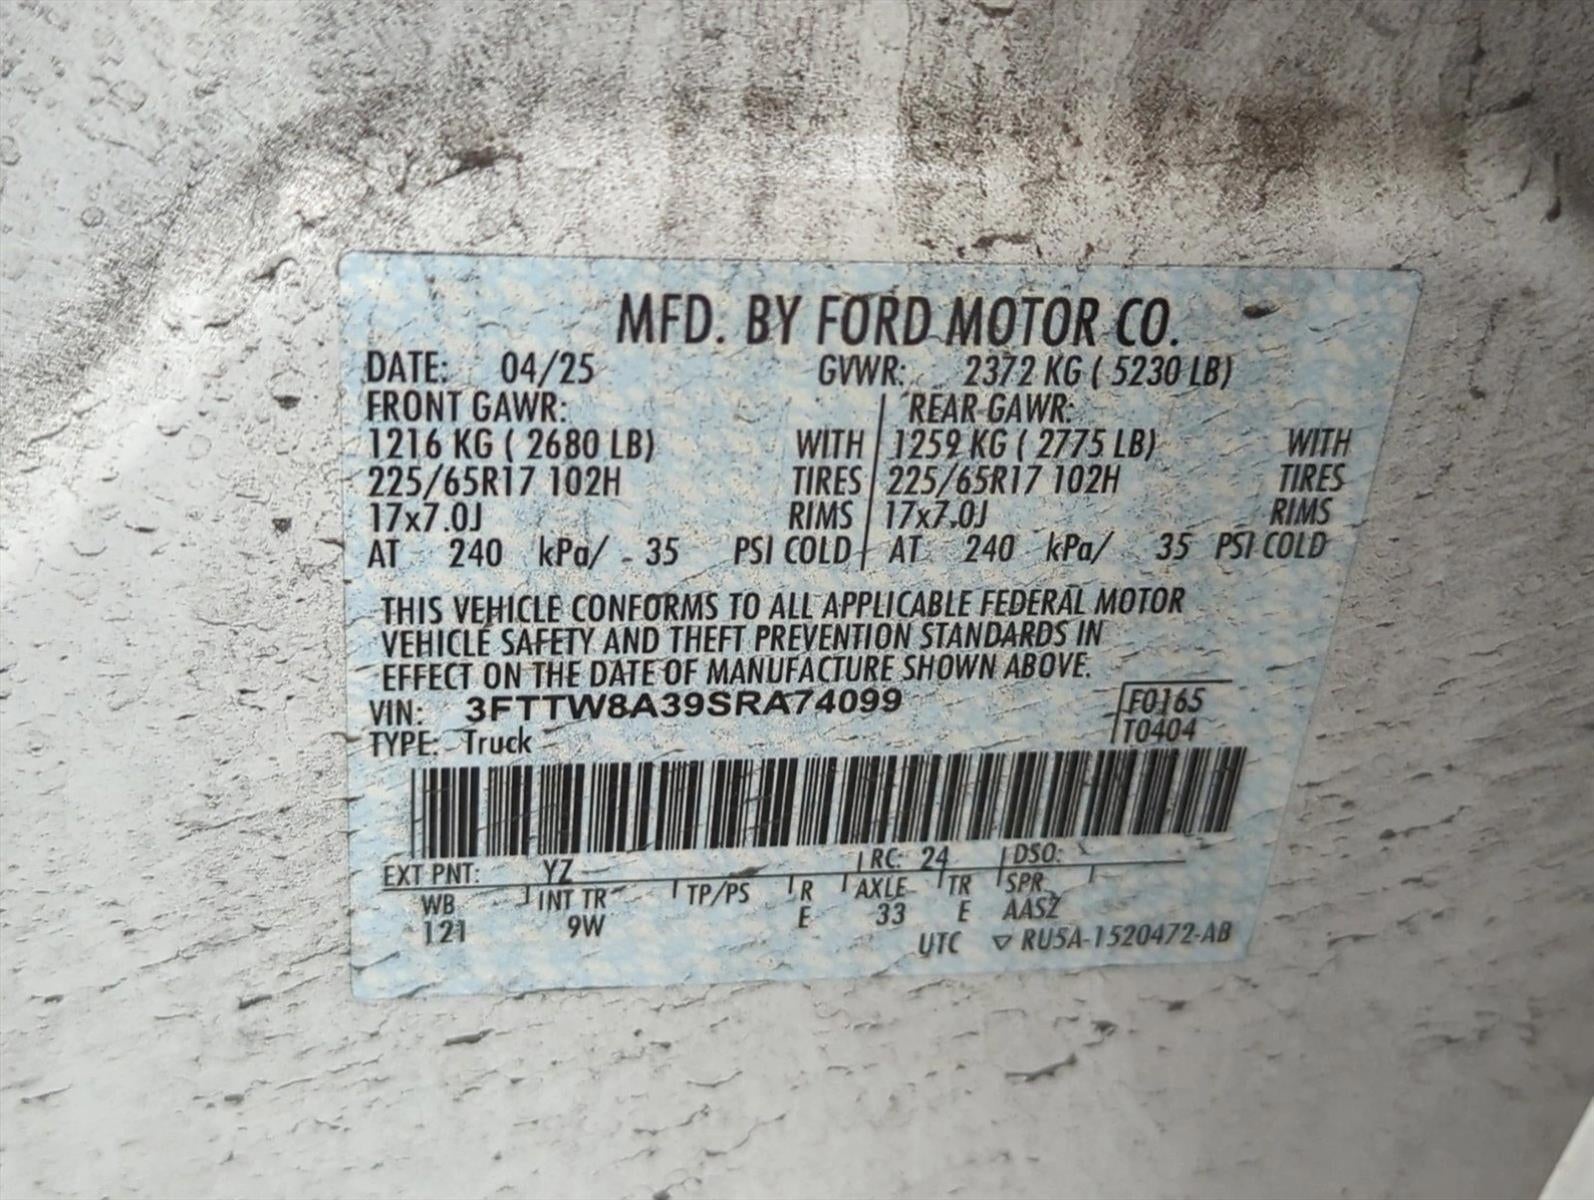 MFD. BY FORD MOTOR CO.
DATE: 04/25 GVWR: 2372 KG ( 5230 LB)
FRONT GAWR: REAR GAWR:
1216 KG ( 2680 LB) WITH 1259 KG ( 2775 LB) WITH
225/65R17 102H TIRES 225/65R17 102H TIRES
17x7.0J RIMS 17x7.0J RIMS
AT 240 kPa/ 35 PSI COLD AT 240 kPa/ 35 PSI COLD
THIS VEHICLE CONFORMS TO ALL APPLICABLE FEDERAL MOTOR
VEHICLE SAFETY AND THEFT PREVENTION STANDARDS IN
EFFECT ON THE DATE OF MANUFACTURE SHOWN ABOVE.
VIN: 3FTTW8A39SRA74099 F0165
TYPE: Truck T0404
EXT PNT: YZ RC: 24 DSO:
WB INT TR TP/PS R AXLE TR SPR
121 9W E 33 E AASZ
UTC ▽ RU5A-1520472-AB